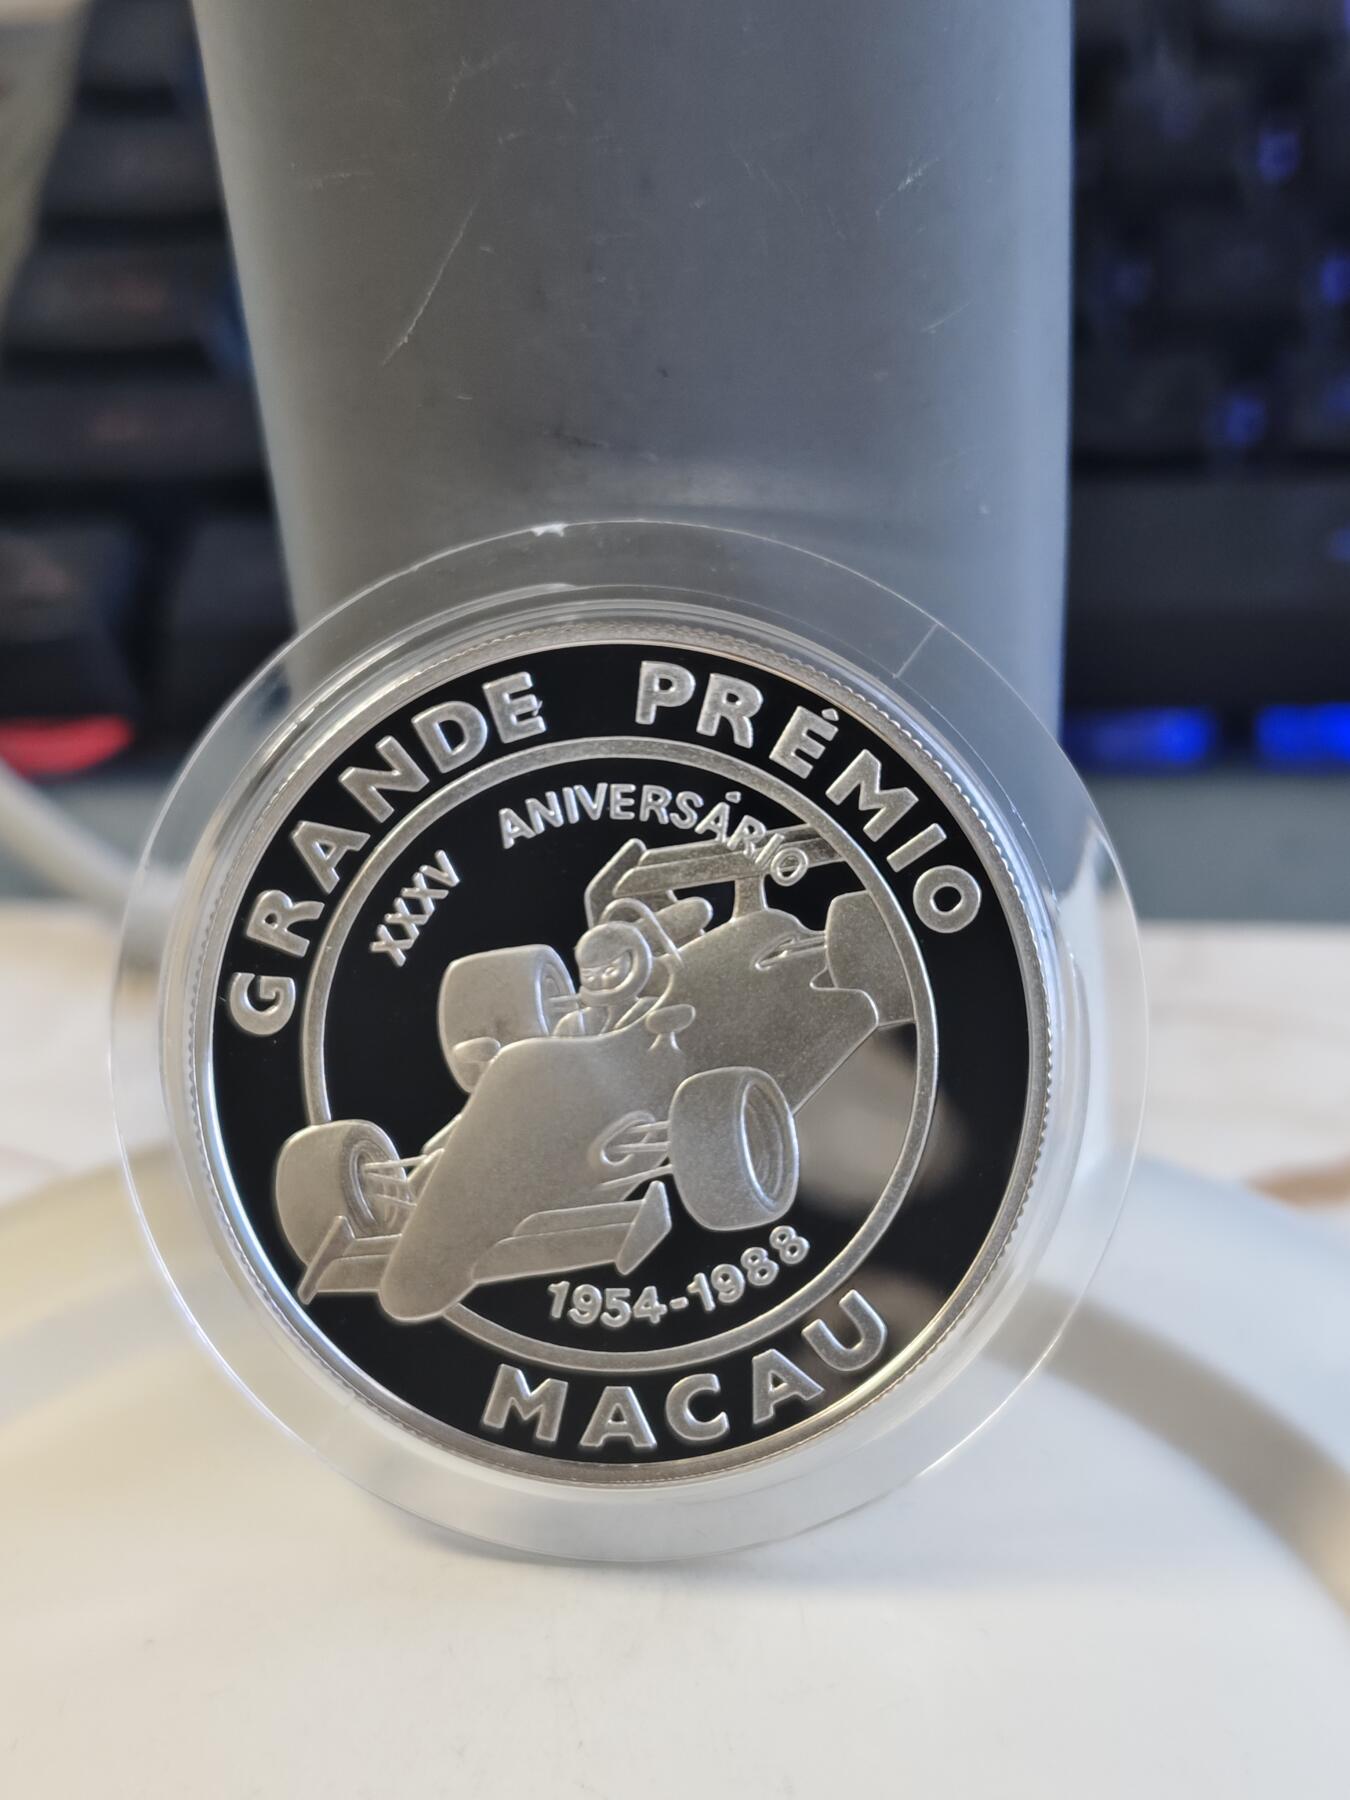 GRANDE PRÉMIO
XXXV ANIVERSÁRIO
1954-1988
MACAU